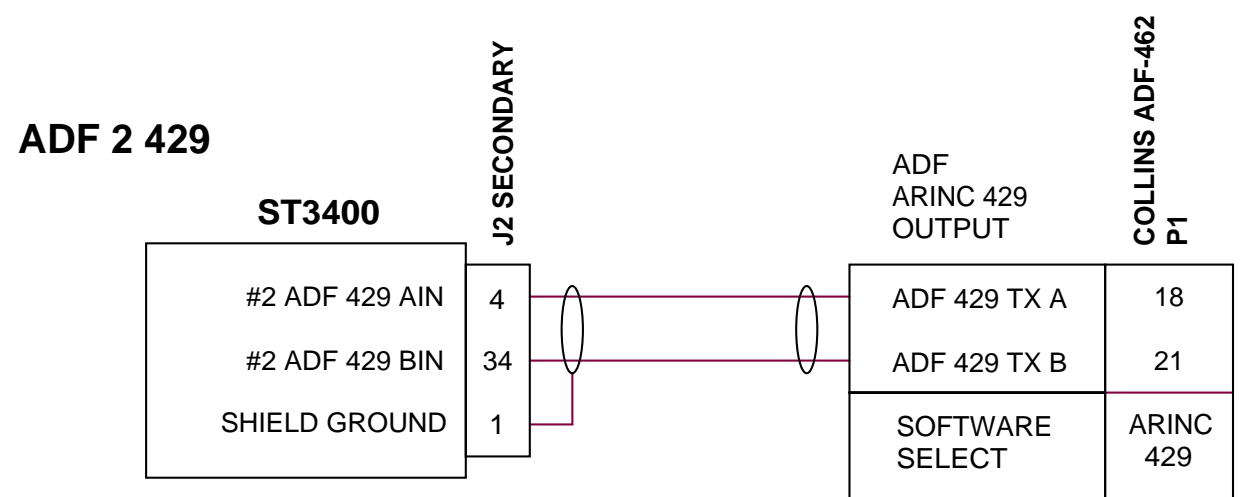 ADF 2 429
ST3400
J2 SECONDARY
ADF
ARINC 429
OUTPUT
COLLINS ADF-462
P1
#2 ADF 429 AIN 4 ADF 429 TX A 18
#2 ADF 429 BIN 34 ADF 429 TX B 21
SHIELD GROUND 1
SOFTWARE
SELECT
ARINC
429